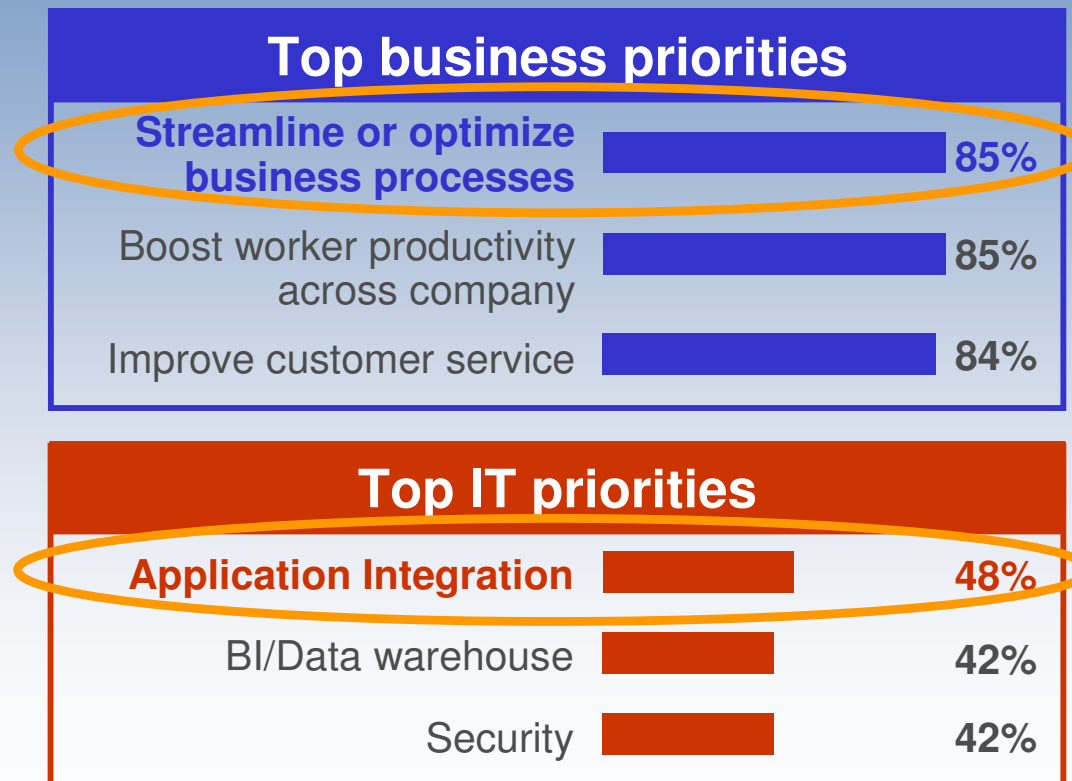 Top business priorities
Streamline or optimize
business processes 85%
Boost worker productivity
across company 85%
Improve customer service 84%
Top IT priorities
Application Integration 48%
BI/Data warehouse 42%
Security 42%